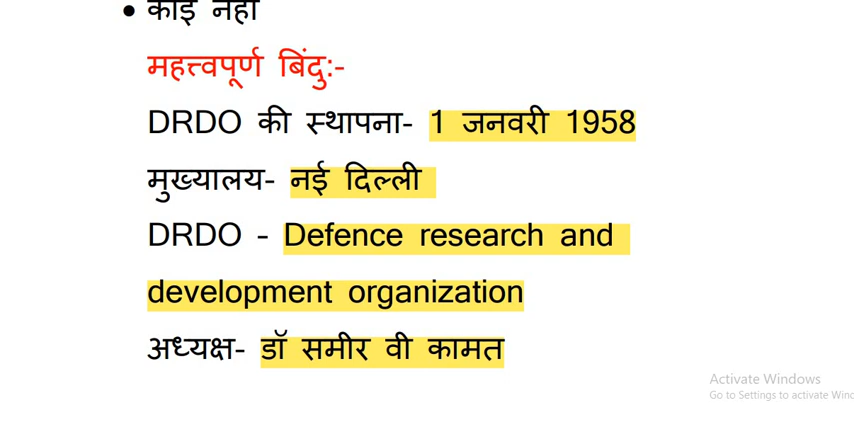 • कोई नहीं
महत्त्वपूर्ण बिंदु:-
DRDO की स्थापना- 1 जनवरी 1958
मुख्यालय- नई दिल्ली
DRDO - Defence research and
development organization
अध्यक्ष- डॉ समीर वी कामत
Activate Windows
Go to Settings to activate